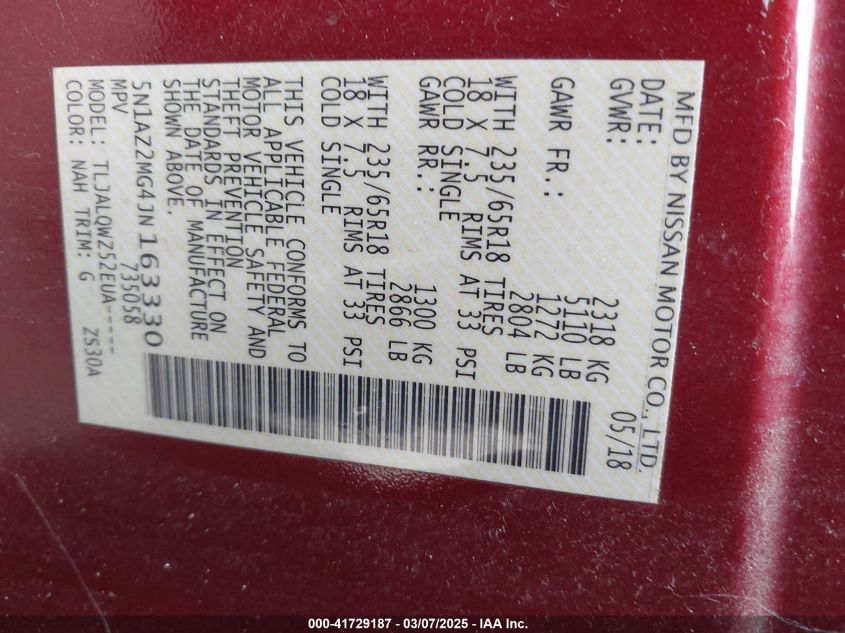 MFD BY NISSAN MOTOR CO., LTD.
DATE: 05/18
GVWR: 2318 KG
5110 LB
GAWR FR.: 1272 KG
2804 LB
WITH 235/65R18 TIRES
18 X 7.5 RIMS AT 33 PSI
COLD SINGLE
GAWR RR.: 1300 KG
2866 LB
WITH 235/65R18 TIRES
18 X 7.5 RIMS AT 33 PSI
COLD SINGLE
THIS VEHICLE CONFORMS TO
ALL APPLICABLE FEDERAL
MOTOR VEHICLE SAFETY AND
THEFT PREVENTION
STANDARDS IN EFFECT ON
THE DATE OF MANUFACTURE
SHOWN ABOVE.
5N1AZ2MG4JN163330
MPV 735058
MODEL: TLJALQWZ52EUA-----
COLOR: NAH TRIM: G ZS30A
000-41729187 - 03/07/2025 - IAA Inc.